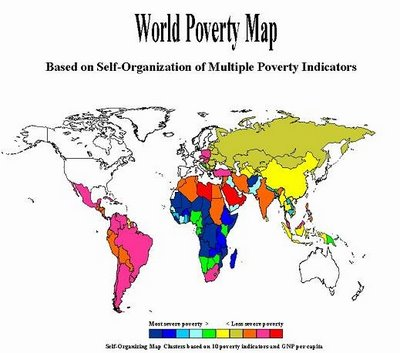 World Poverty Map
Based on Self-Organization of Multiple Poverty Indicators
Most severe poverty > < Less severe poverty
Self-Organizing Map Clusters based on 18 poverty indicators and GNP per capita